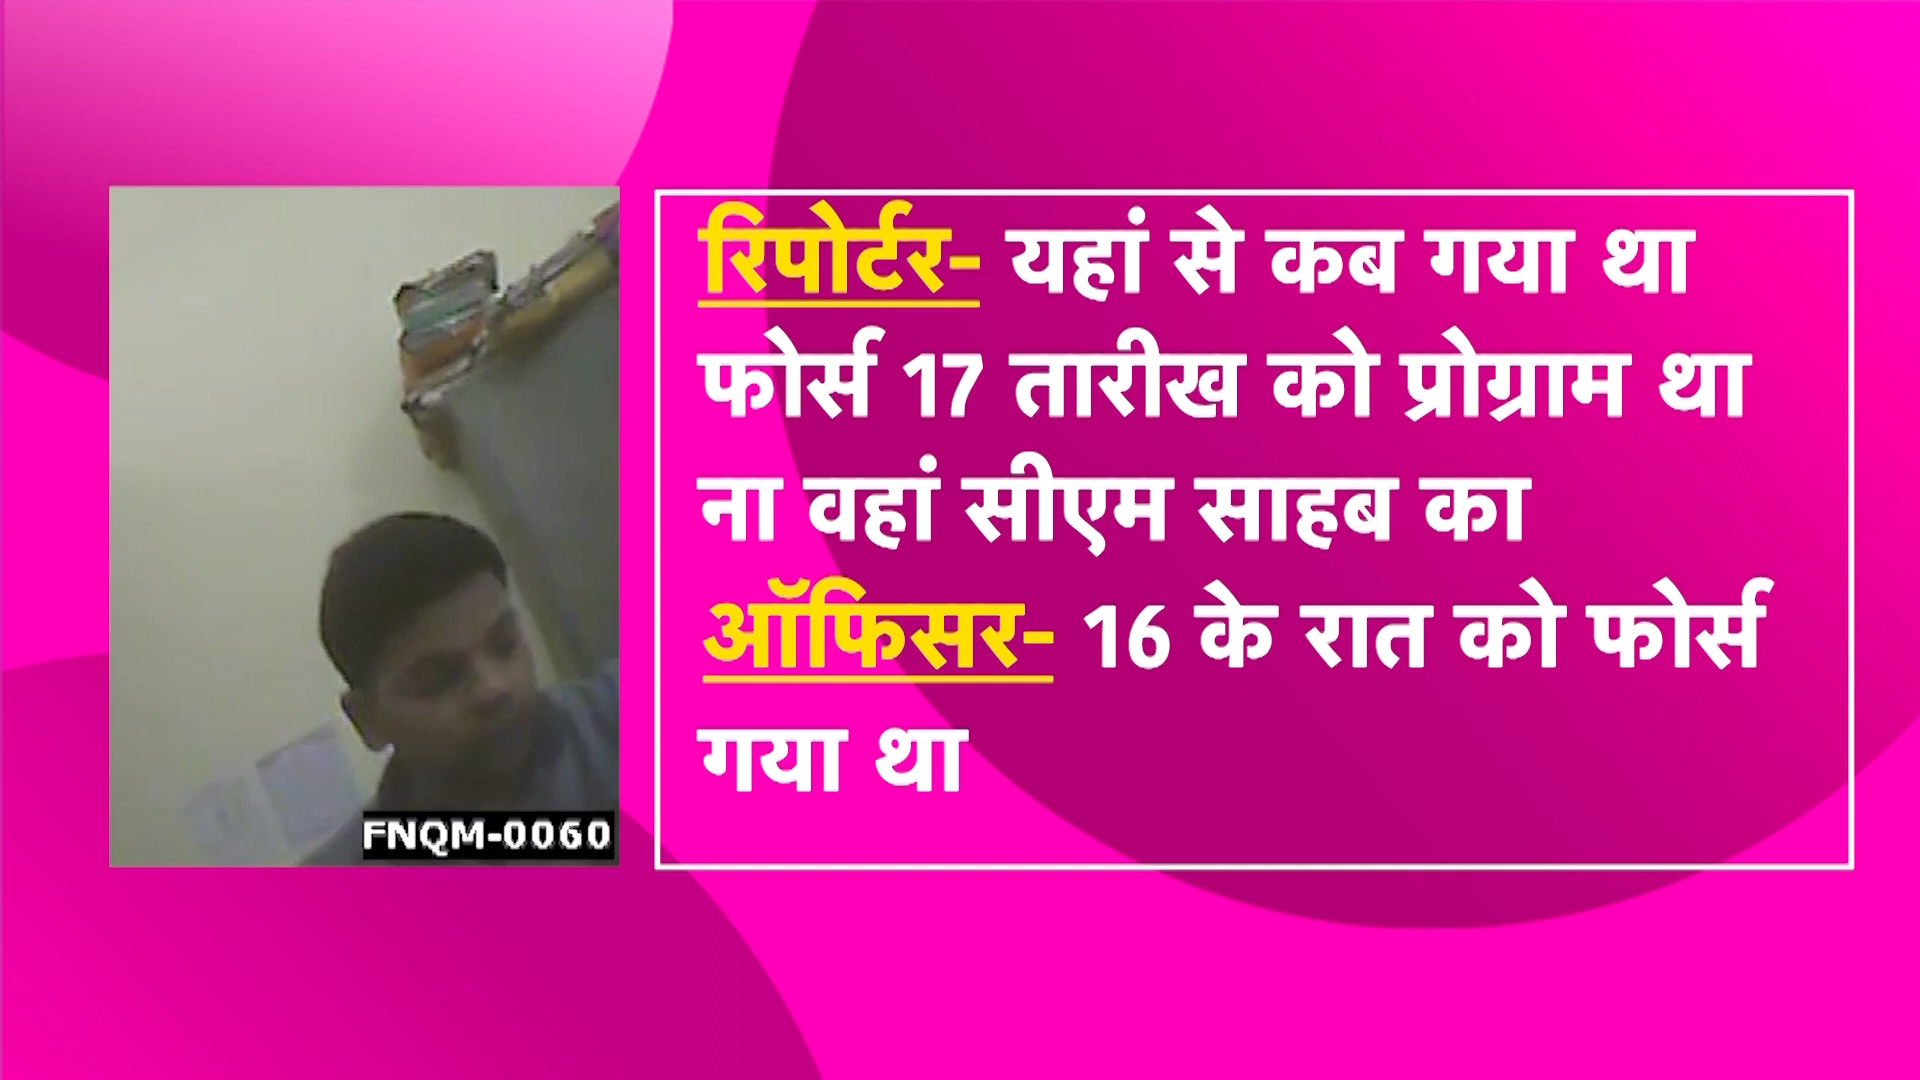 रिपोर्टर- यहां से कब गया था
फोर्स 17 तारीख को प्रोग्राम था
ना वहां सीएम साहब का
ऑफिसर- 16 के रात को फोर्स
गया था
FNQM-0060